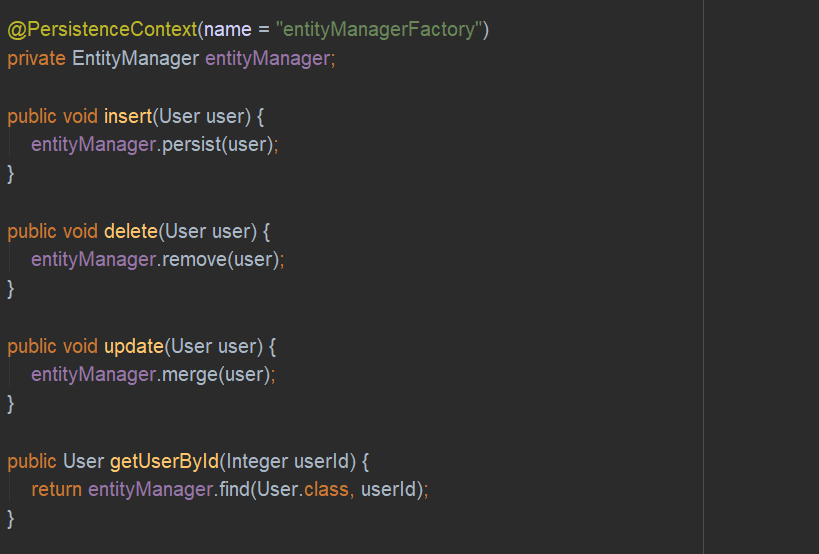 @PersistenceContext(name = "entityManagerFactory")
private EntityManager entityManager;
public void insert(User user) {
entityManager.persist(user);
}
public void delete(User user) {
entityManager.remove(user);
}
public void update(User user) {
entityManager.merge(user);
}
public User getUserById(Integer userId) {
return entityManager.find(User.class, userId);
}